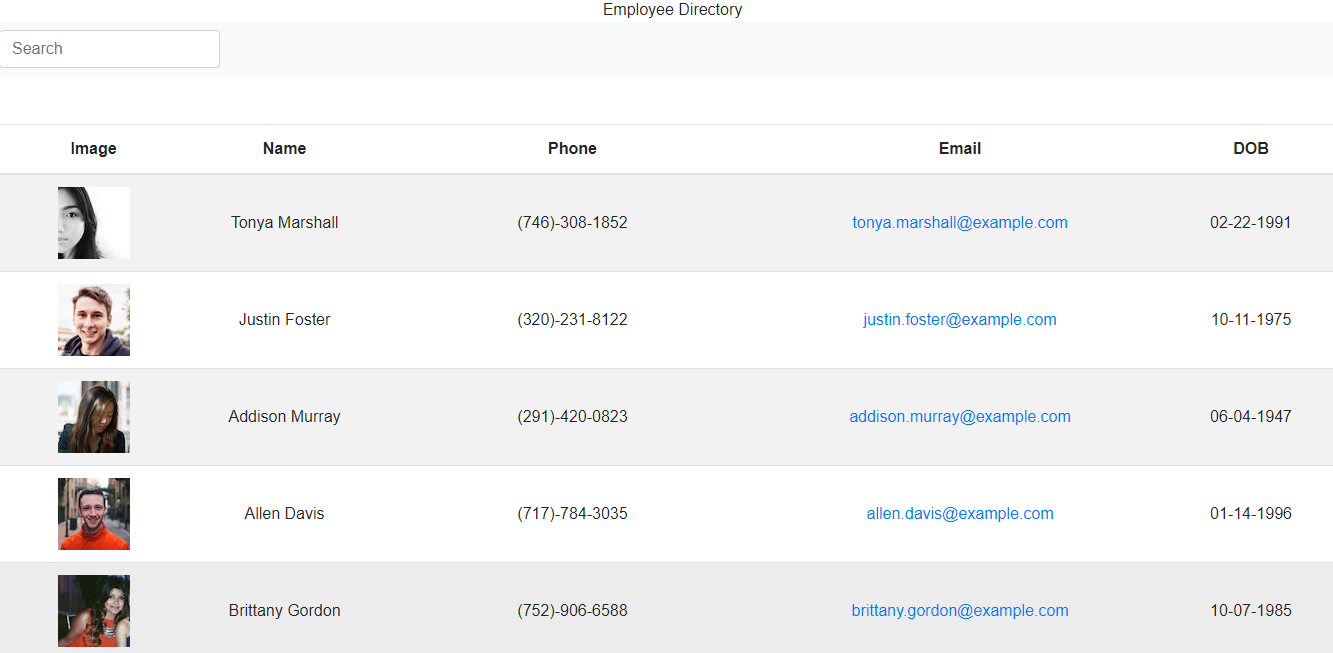 Employee Directory
Search
Image Name Phone Email DOB
Tonya Marshall (746)-308-1852 tonya.marshall@example.com 02-22-1991
Justin Foster (320)-231-8122 justin.foster@example.com 10-11-1975
Addison Murray (291)-420-0823 addison.murray@example.com 06-04-1947
Allen Davis (717)-784-3035 allen.davis@example.com 01-14-1996
Brittany Gordon (752)-906-6588 brittany.gordon@example.com 10-07-1985